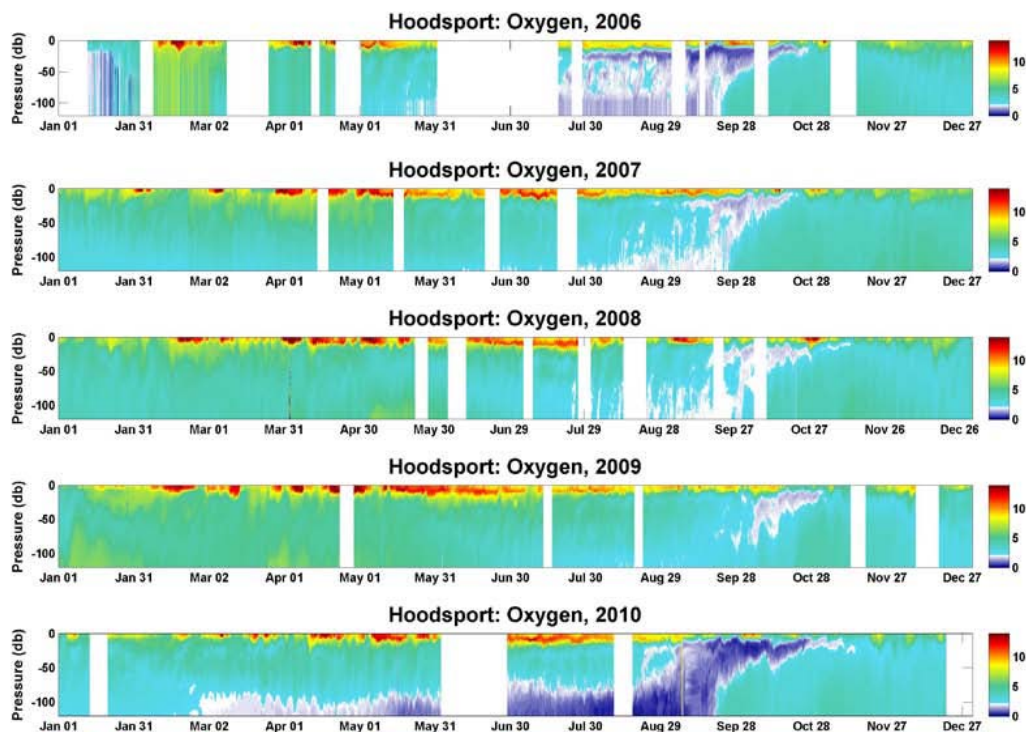 Hoodsport: Oxygen, 2006
Pressure (db)
0
-50
-100
Jan 01 Jan 31 Mar 02 Apr 01 May 01 May 31 Jun 30 Jul 30 Aug 29 Sep 28 Oct 28 Nov 27 Dec 27
10
5
0
Hoodsport: Oxygen, 2007
Pressure (db)
0
-50
-100
Jan 01 Jan 31 Mar 02 Apr 01 May 01 May 31 Jun 30 Jul 30 Aug 29 Sep 28 Oct 28 Nov 27 Dec 27
10
5
0
Hoodsport: Oxygen, 2008
Pressure (db)
0
-50
-100
Jan 01 Jan 31 Mar 01 Mar 31 Apr 30 May 30 Jun 29 Jul 29 Aug 28 Sep 27 Oct 27 Nov 26 Dec 26
10
5
0
Hoodsport: Oxygen, 2009
Pressure (db)
0
-50
-100
Jan 01 Jan 31 Mar 02 Apr 01 May 01 May 31 Jun 30 Jul 30 Aug 29 Sep 28 Oct 28 Nov 27 Dec 27
10
5
0
Hoodsport: Oxygen, 2010
Pressure (db)
0
-50
-100
Jan 01 Jan 31 Mar 02 Apr 01 May 01 May 31 Jun 30 Jul 30 Aug 29 Sep 28 Oct 28 Nov 27 Dec 27
10
5
0